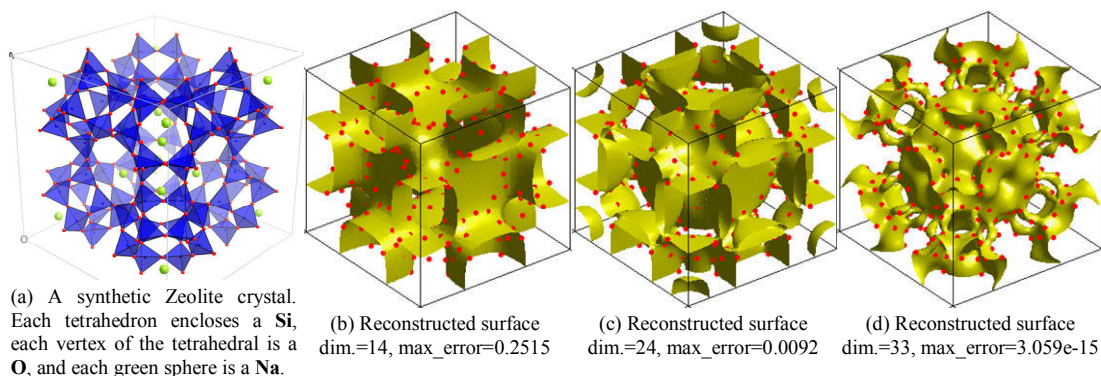 O
(a) A synthetic Zeolite crystal.
Each tetrahedron encloses a Si,
each vertex of the tetrahedral is a
O, and each green sphere is a Na.
(b) Reconstructed surface
dim.=14, max_error=0.2515
(c) Reconstructed surface
dim.=24, max_error=0.0092
(d) Reconstructed surface
dim.=33, max_error=3.059e-15